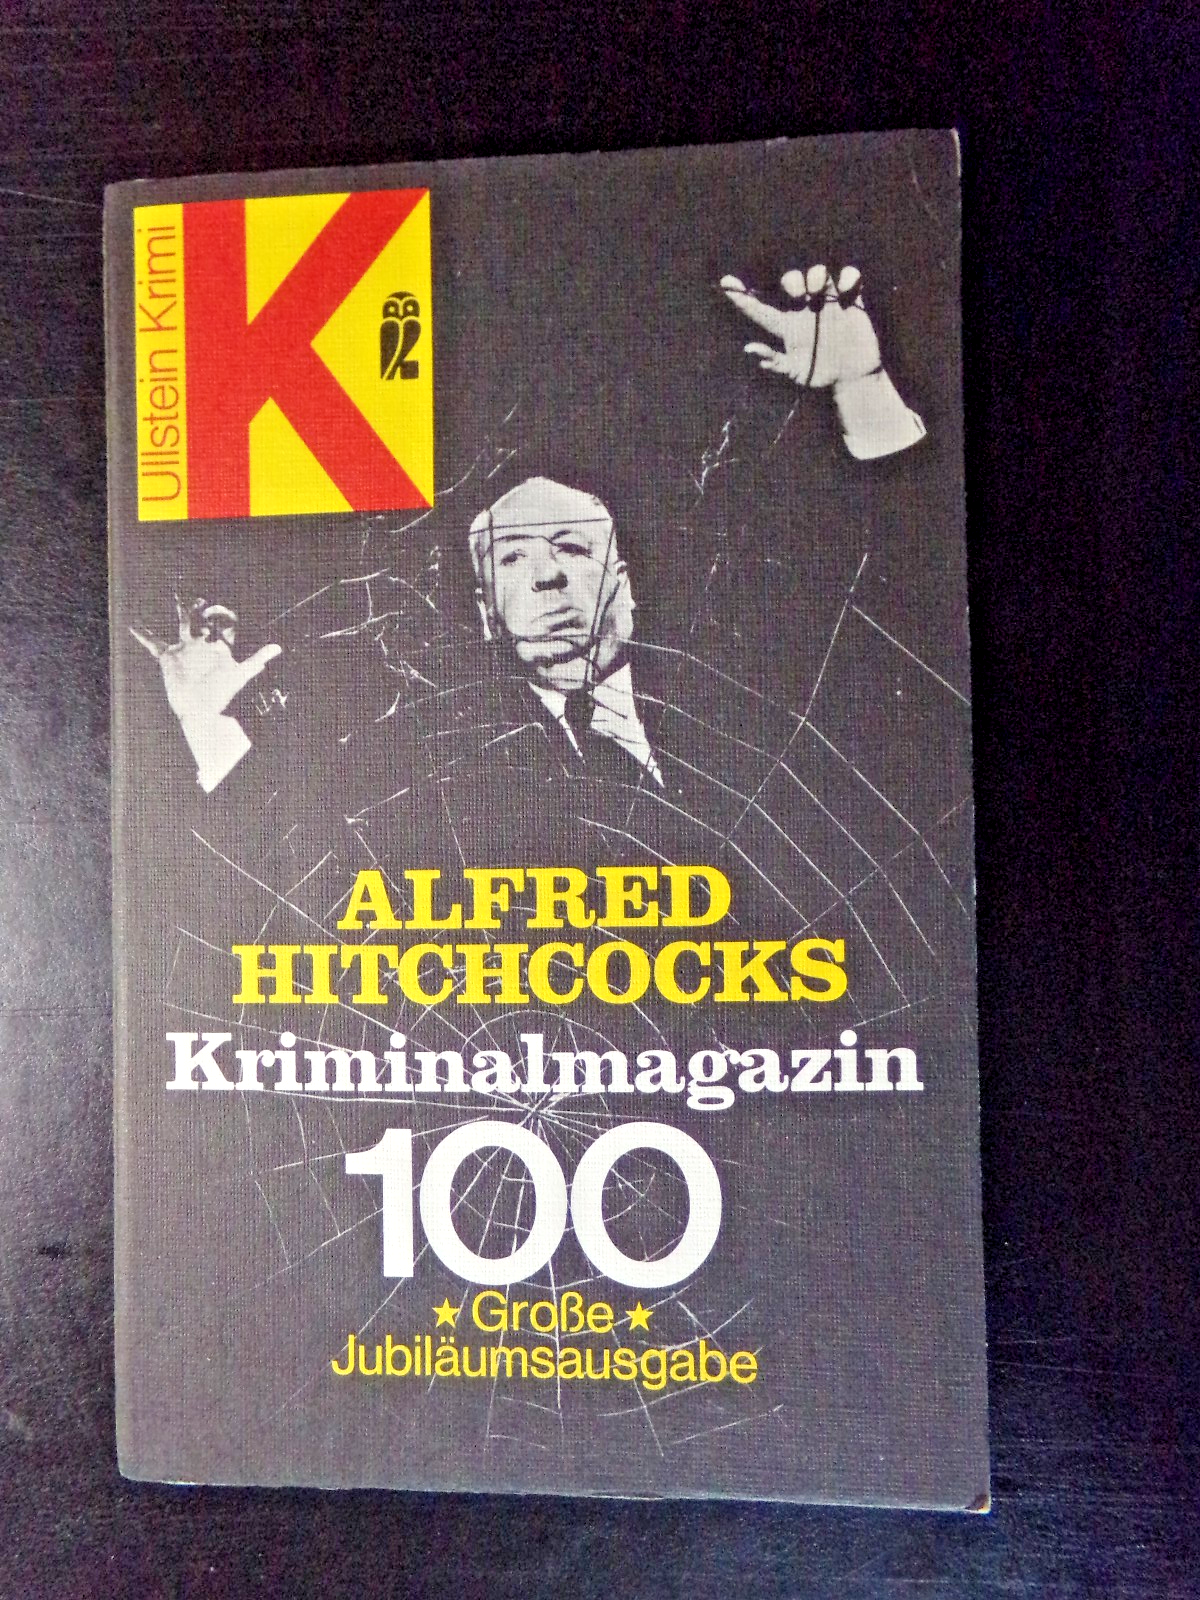 Ullstein Krimi
K
ALFRED
HITCHCOCKS
Kriminalmagazin
100
★ Große ★
Jubiläumsausgabe